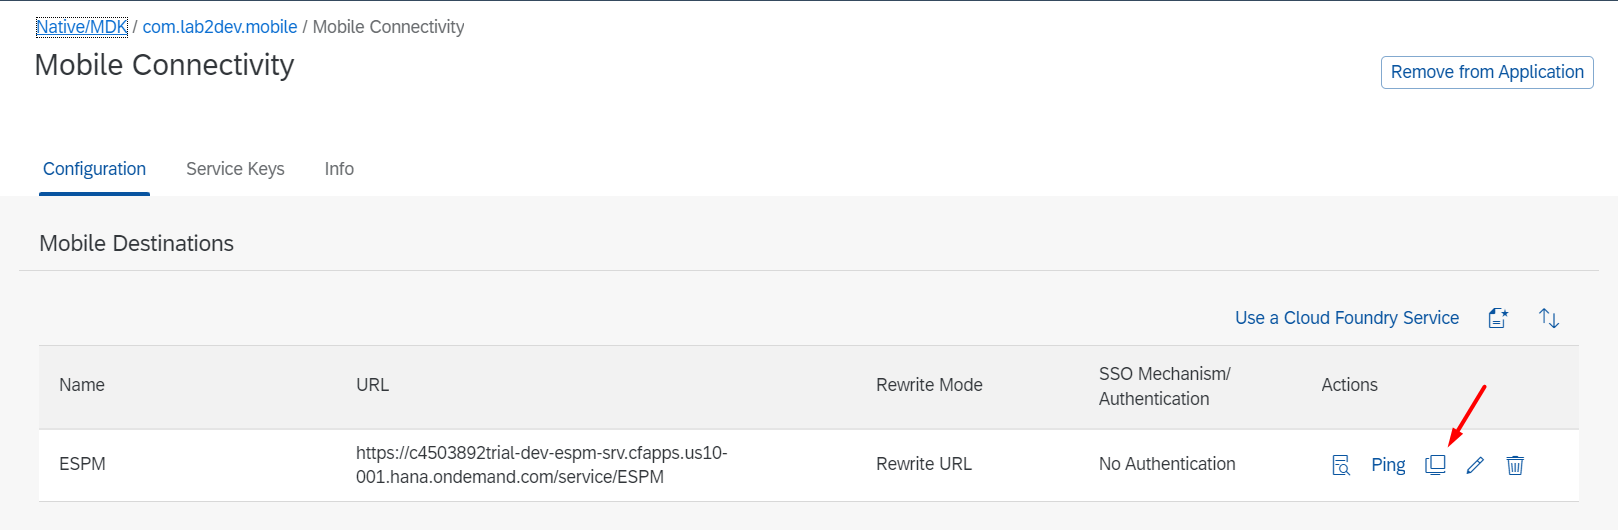 Native/MDK / com.lab2dev.mobile / Mobile Connectivity
Mobile Connectivity
Remove from Application
Configuration
Service Keys
Info
Mobile Destinations
Use a Cloud Foundry Service
Name
URL
Rewrite Mode
SSO Mechanism/
Authentication
Actions
ESPM
https://c4503892trial-dev-espm-srv.cfapps.us10-
001.hana.ondemand.com/service/ESPM
Rewrite URL
No Authentication
Ping